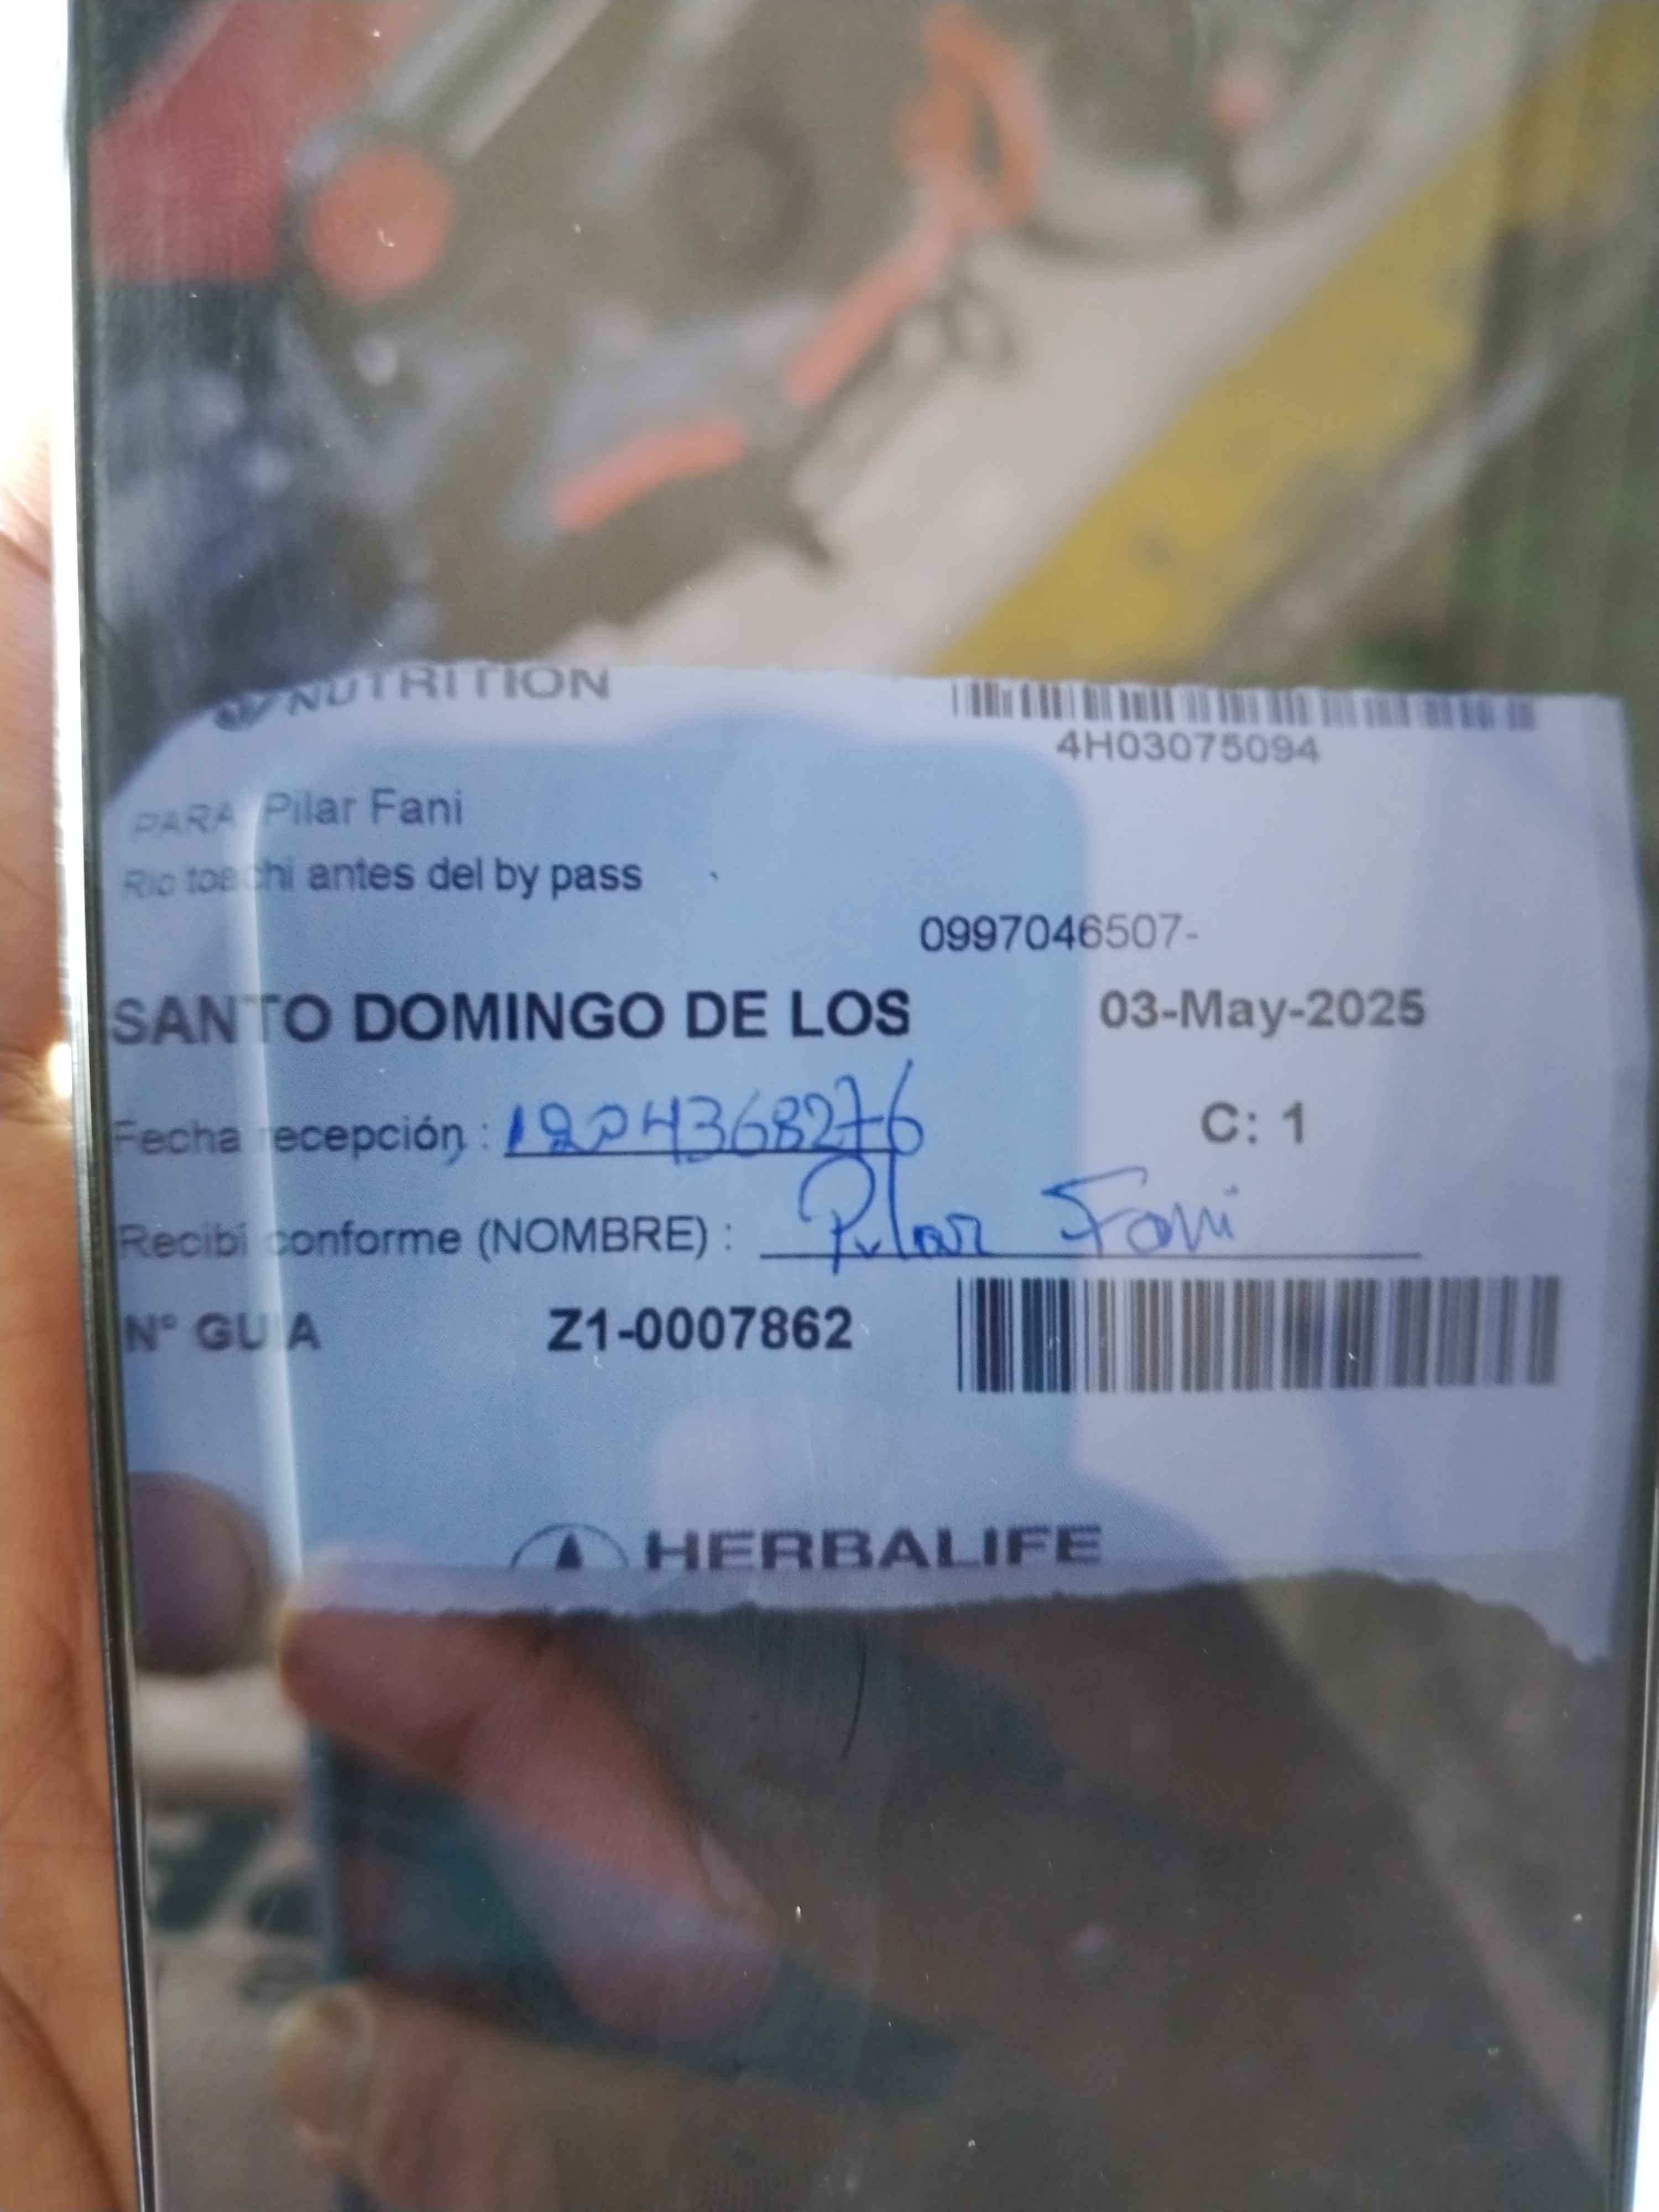 NUTRITION
4H03075094
PARA Pilar Fani
Rio toachi antes del by pass
0997046507-
SANTO DOMINGO DE LOS 03-May-2025
Fecha recepción : 1204368276 C: 1
Recibí conforme (NOMBRE) : Pilar Fani
N° GUIA Z1-0007862
HERBALIFE